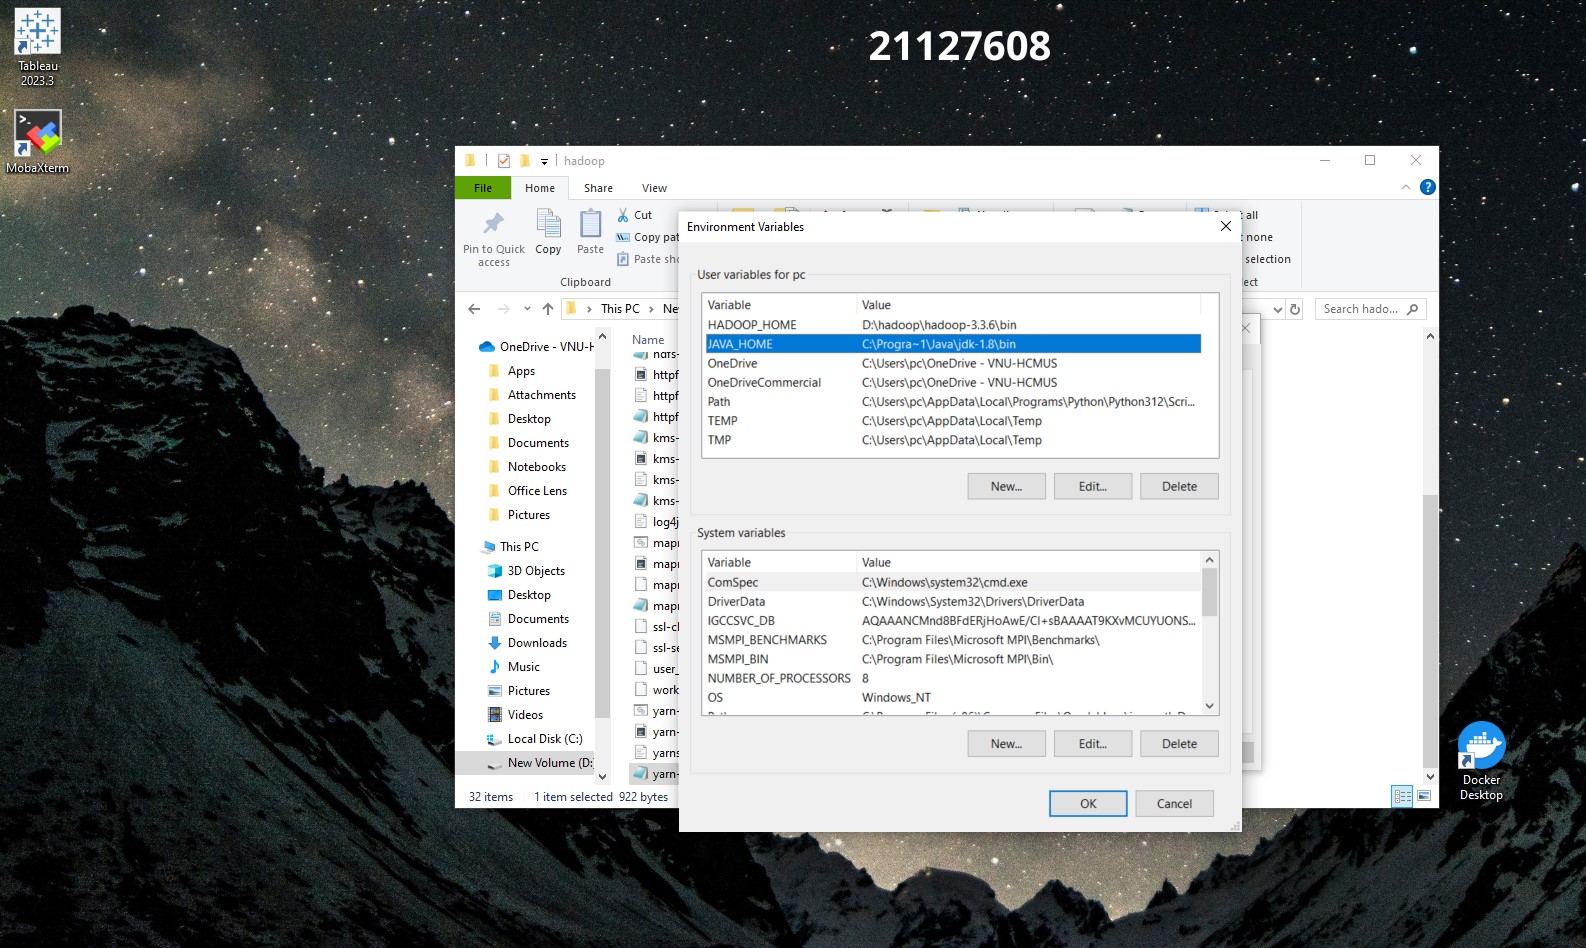 Tableau
2023.3
MobaXterm
21127608
hadoop
File Home Share View
Pin to Quick
access
Copy
Paste
Cut
Copy
Paste
Clipboard
all
none
selection
This PC
Search hadoo...
Name
OneDrive - VNU-H
Apps
Attachments
Desktop
Documents
Notebooks
Office Lens
Pictures
This PC
3D Objects
Desktop
Documents
Downloads
Music
Pictures
Videos
Local Disk (C:)
New Volume (D:
httpf
httpf
httpf
kms-
kms-
kms-
kms-
log4j
mapr
mapr
mapr
mapr
ssl-cl
ssl-se
user_
work
yarn-
yarn-
yarns
yarn-
32 items 1 item selected 922 bytes
Environment Variables
User variables for pc
Variable Value
HADOOP_HOME D:\hadoop\hadoop-3.3.6\bin
JAVA_HOME C:\Progra~1\Java\jdk-1.8\bin
OneDrive C:\Users\pc\OneDrive - VNU-HCMUS
OneDriveCommercial C:\Users\pc\OneDrive - VNU-HCMUS
Path C:\Users\pc\AppData\Local\Programs\Python\Python312\Scri...
TEMP C:\Users\pc\AppData\Local\Temp
TMP C:\Users\pc\AppData\Local\Temp
New... Edit... Delete
System variables
Variable Value
ComSpec C:\Windows\system32\cmd.exe
DriverData C:\Windows\System32\Drivers\DriverData
IGCCSVC_DB
MSMPI_BENCHMARKS C:\Program Files\Microsoft MPI\Benchmarks\
MSMPI_BIN C:\Program Files\Microsoft MPI\Bin\
NUMBER_OF_PROCESSORS 8
OS Windows_NT
New... Edit... Delete
OK Cancel
Docker
Desktop